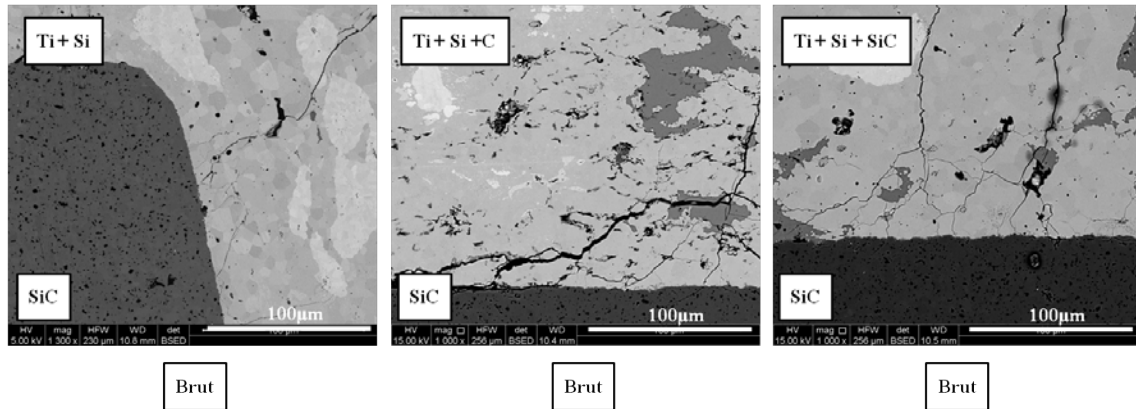 Ti + Si
SiC
100µm
HV mag HFW WD det
5.00 kV 1 300 x 230 µm 10.8 mm BSED
Brut
Ti + Si +C
SiC
100µm
HV mag □ HFW WD det
15.00 kV 1 000 x 256 µm 10.4 mm BSED
Brut
Ti + Si + SiC
SiC
100µm
HV mag □ HFW WD det
15.00 kV 1 000 x 256 µm 10.5 mm BSED
Brut